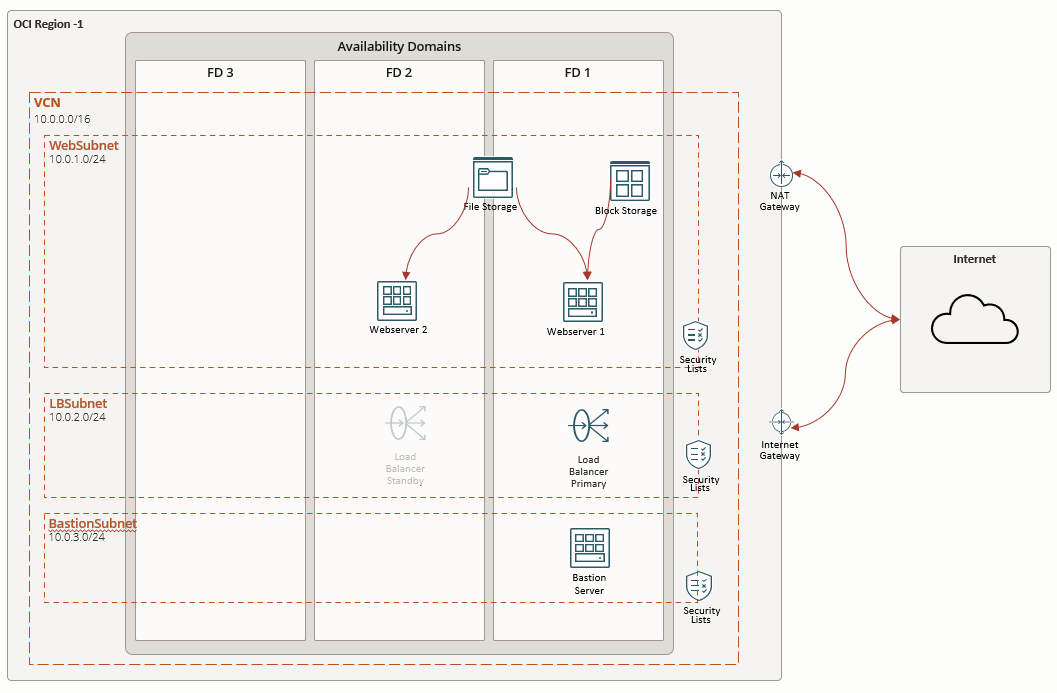 OCI Region -1
Availability Domains
FD 3
FD 2
FD 1
VCN
10.0.0.0/16
WebSubnet
10.0.1.0/24
File Storage
Block Storage
NAT
Gateway
Internet
Webserver 2
Webserver 1
Security
Lists
LBSubnet
10.0.2.0/24
Load
Balancer
Standby
Load
Balancer
Primary
Security
Lists
Internet
Gateway
BastionSubnet
10.0.3.0/24
Bastion
Server
Security
Lists